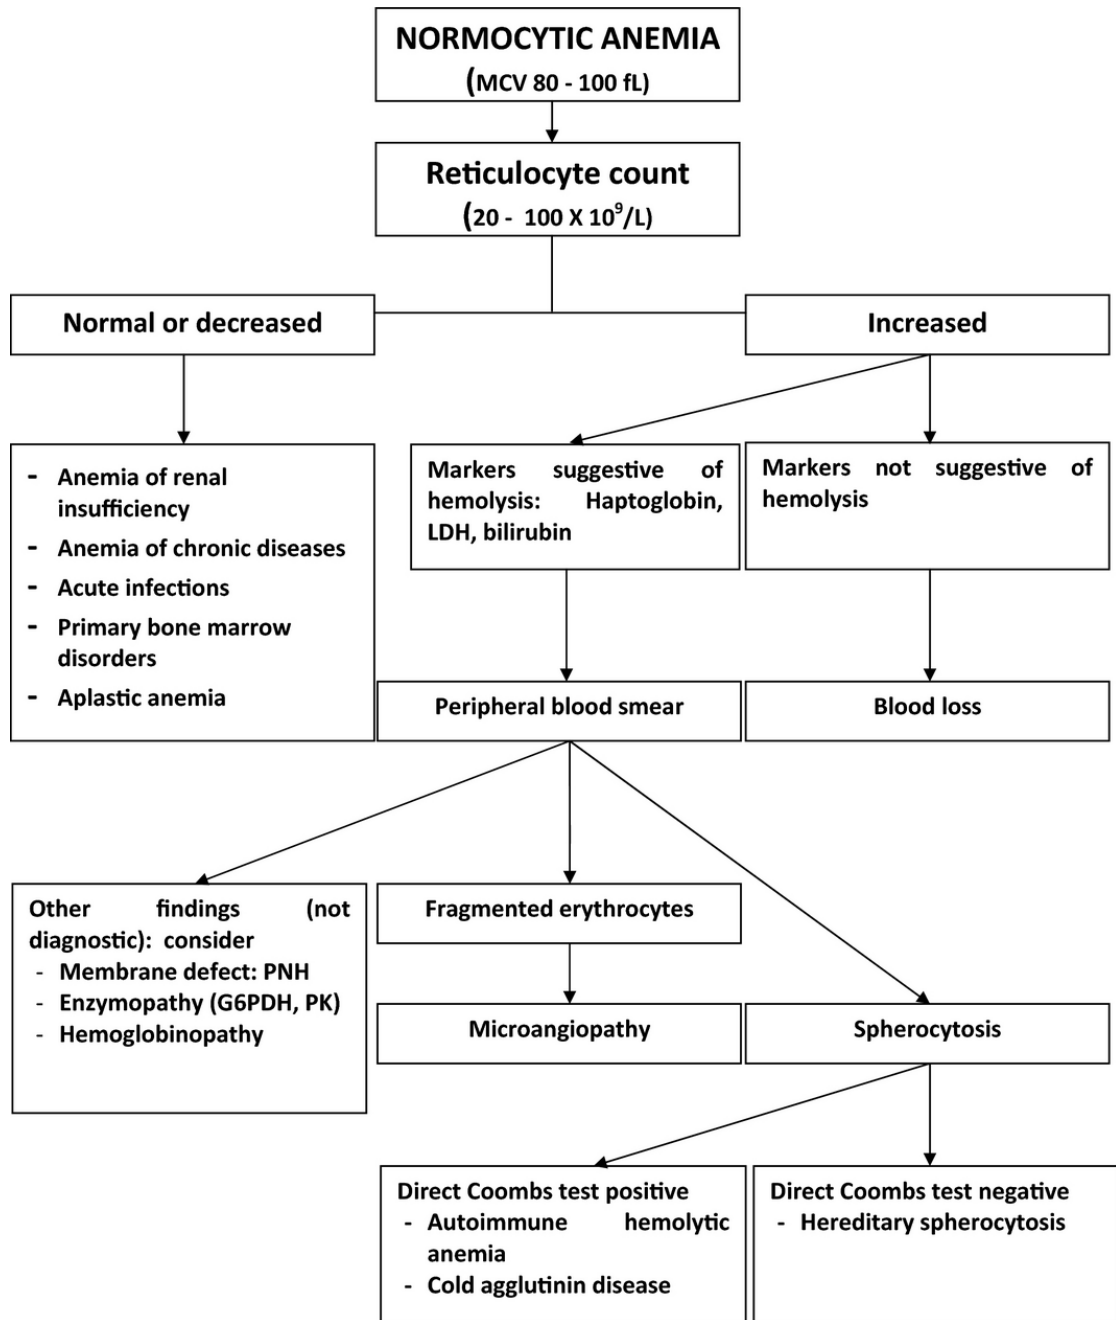 NORMOCYTIC ANEMIA
(MCV 80 - 100 fL)
Reticulocyte count
(20 - 100 X 10⁹/L)
Normal or decreased
Increased
- Anemia of renal
insufficiency
- Anemia of chronic diseases
- Acute infections
- Primary bone marrow
disorders
- Aplastic anemia
Markers suggestive of
hemolysis: Haptoglobin,
LDH, bilirubin
Markers not suggestive of
hemolysis
Peripheral blood smear
Blood loss
Other findings (not
diagnostic): consider
- Membrane defect: PNH
- Enzymopathy (G6PDH, PK)
- Hemoglobinopathy
Fragmented erythrocytes
Microangiopathy
Spherocytosis
Direct Coombs test positive
- Autoimmune hemolytic
anemia
- Cold agglutinin disease
Direct Coombs test negative
- Hereditary spherocytosis